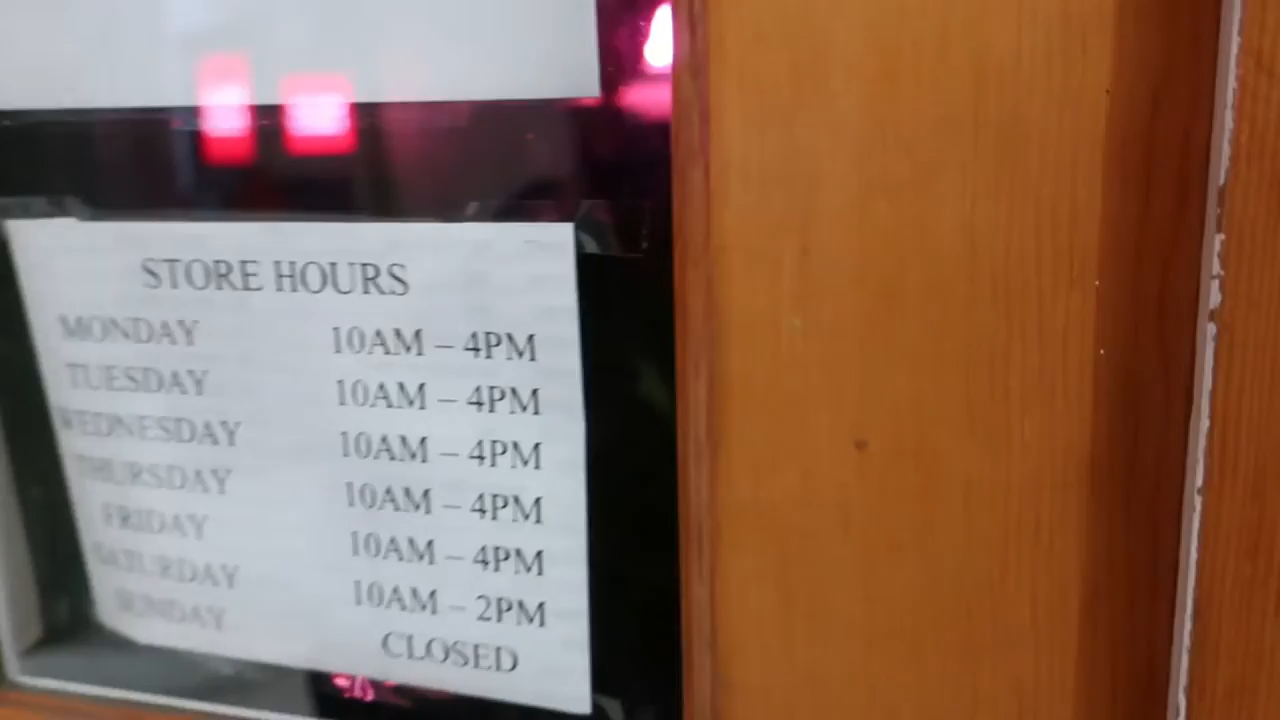 STORE HOURS
MONDAY 10AM – 4PM
TUESDAY 10AM – 4PM
WEDNESDAY 10AM – 4PM
THURSDAY 10AM – 4PM
FRIDAY 10AM – 4PM
SATURDAY 10AM – 2PM
SUNDAY CLOSED